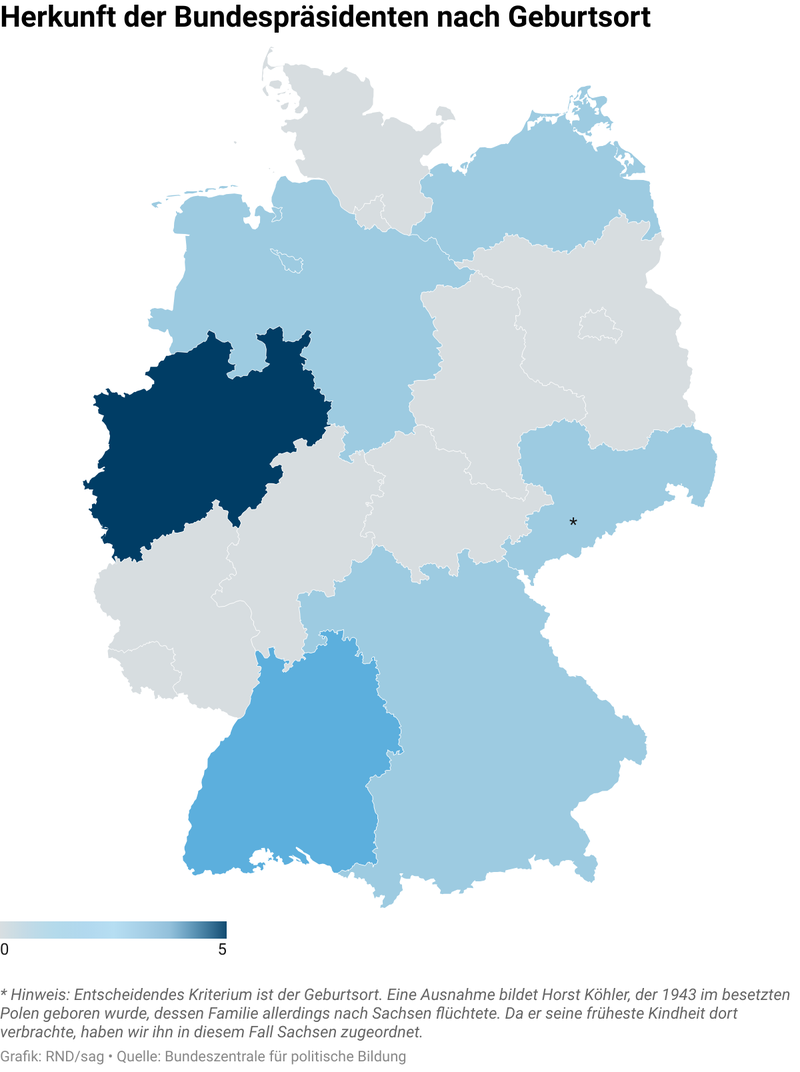 Herkunft der Bundespräsidenten nach Geburtsort
*
0 5
* Hinweis: Entscheidendes Kriterium ist der Geburtsort. Eine Ausnahme bildet Horst Köhler, der 1943 im besetzten
Polen geboren wurde, dessen Familie allerdings nach Sachsen flüchtete. Da er seine früheste Kindheit dort
verbrachte, haben wir ihn in diesem Fall Sachsen zugeordnet.
Grafik: RND/sag • Quelle: Bundeszentrale für politische Bildung